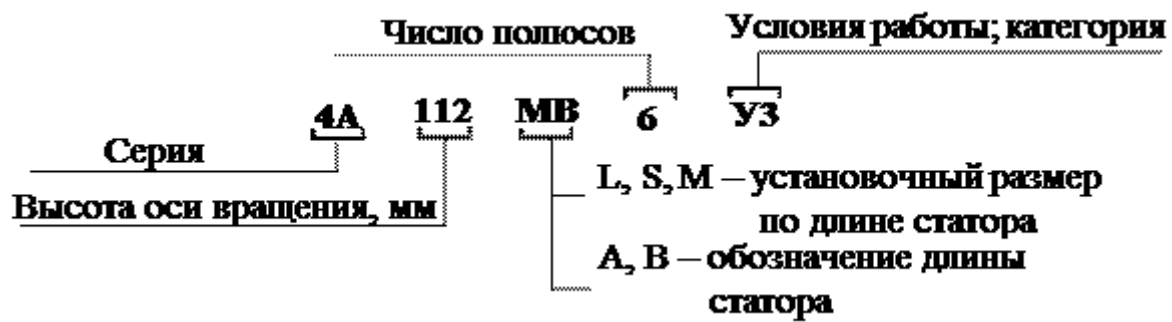 Число полюсов
Условия работы; категория
4А 112 МВ 6 У3
Серия
Высота оси вращения, мм
L, S, M – установочный размер
по длине статора
A, B – обозначение длины
статора